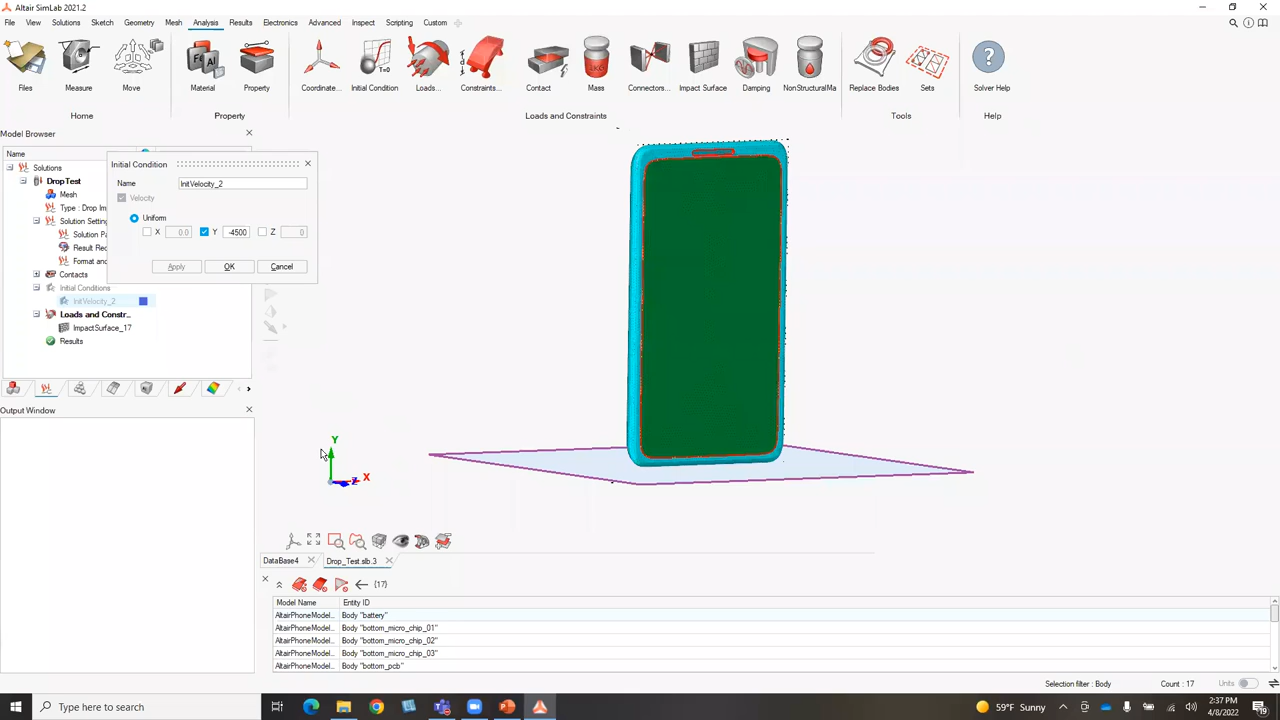 Altair SimLab 2021.2
File View Solutions Sketch Geometry Mesh Analysis Results Electronics Advanced Inspect Scripting Custom
Files Measure Move Material Property Coordinate... Initial Condition Loads... Constraints... Contact Mass Connectors... Impact Surface Damping NonStructuralMa Replace Bodies Sets Solver Help
Home Property Loads and Constraints Tools Help
Model Browser
Name
Solutions
DropTest
Mesh
Type : Drop Im
Solution Setting
Solution Pa
Result Rec
Format and
Contacts
Initial Conditions
InitVelocity_2
Loads and Constr...
ImpactSurface_17
Results
Initial Condition
Name InitVelocity_2
Velocity
Uniform
X 0.0 Y -4500 Z 0
Apply OK Cancel
Output Window
Y
X
Z
DataBase4 Drop_Test.slb.3
{17}
Model Name Entity ID
AltairPhoneModel... Body "battery"
AltairPhoneModel... Body "bottom_micro_chip_01"
AltairPhoneModel... Body "bottom_micro_chip_02"
AltairPhoneModel... Body "bottom_micro_chip_03"
AltairPhoneModel... Body "bottom_pcb"
Selection filter : Body Count : 17 Units
Type here to search
59°F Sunny
2:37 PM
4/8/2022